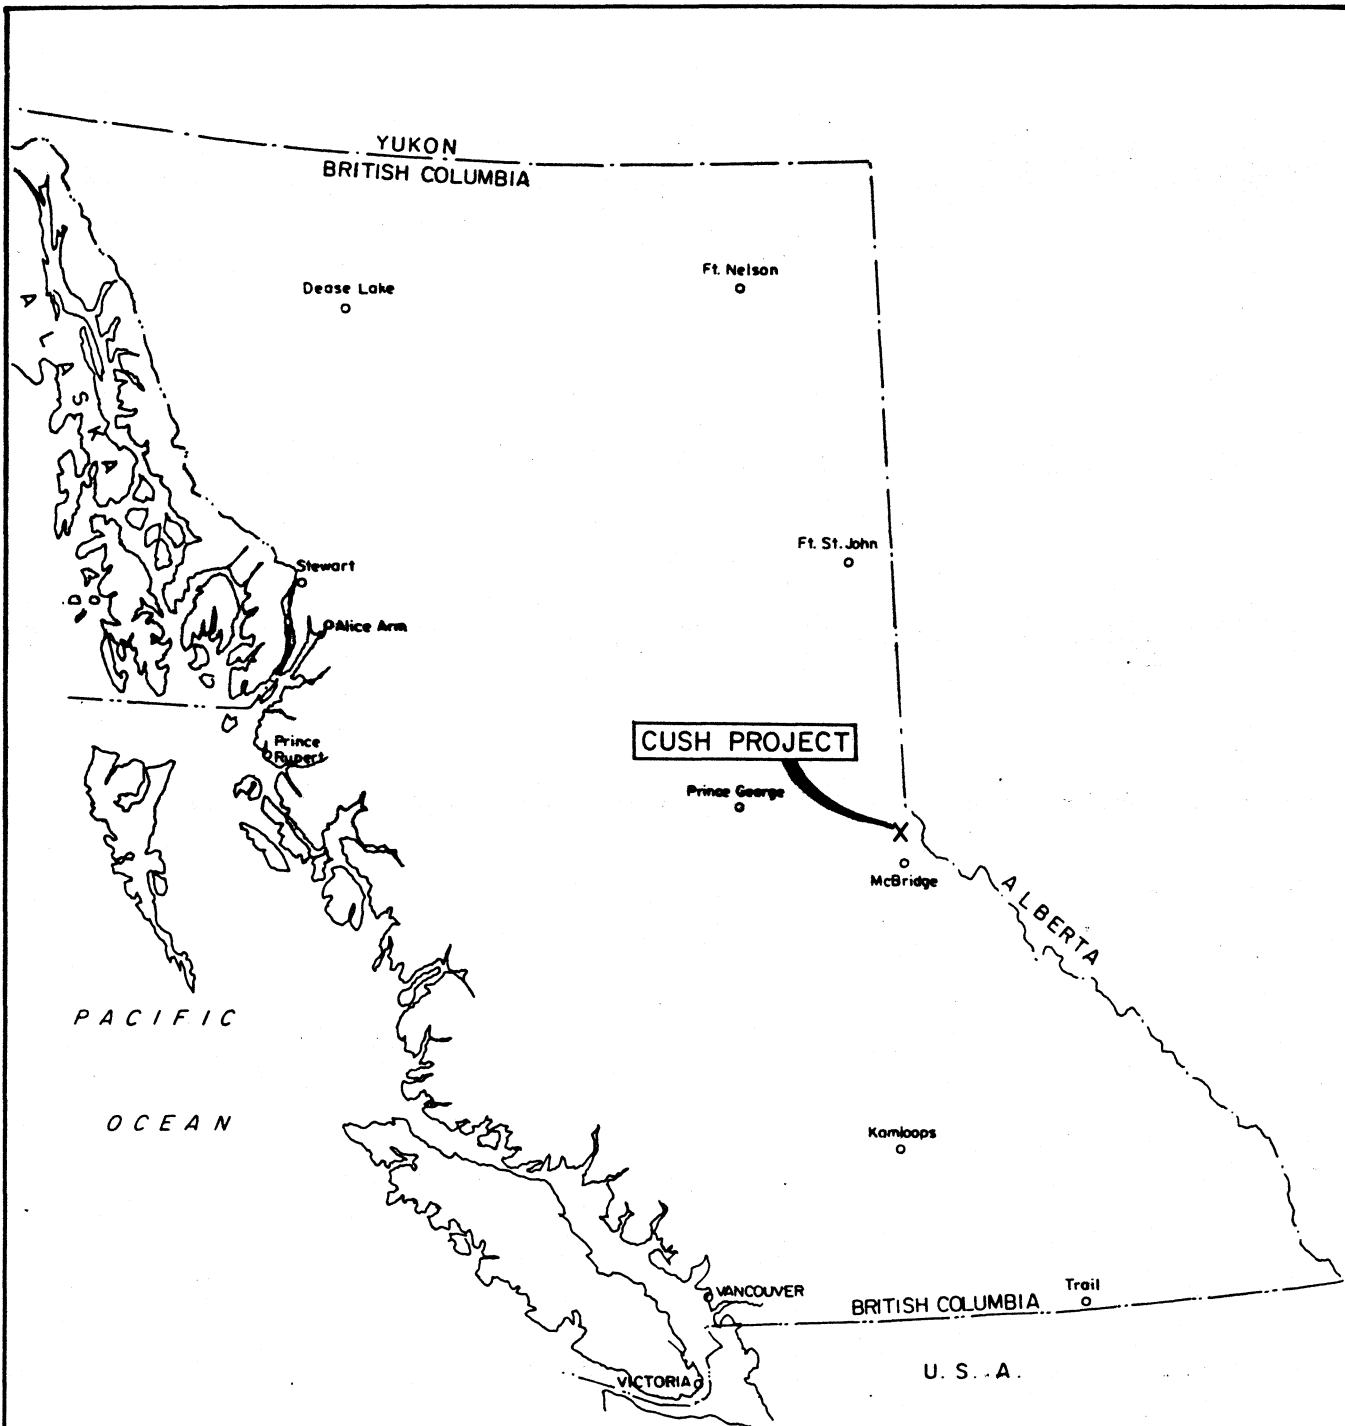 YUKON
BRITISH COLUMBIA
Ft. Nelson
Dease Lake
ALASKA
Ft. St. John
Stewart
Alice Arm
CUSH PROJECT
Prince
Rupert
Prince George
X
McBridge
ALBERTA
PACIFIC
OCEAN
Kamloops
Trail
VANCOUVER
BRITISH COLUMBIA
U. S. A.
VICTORIA